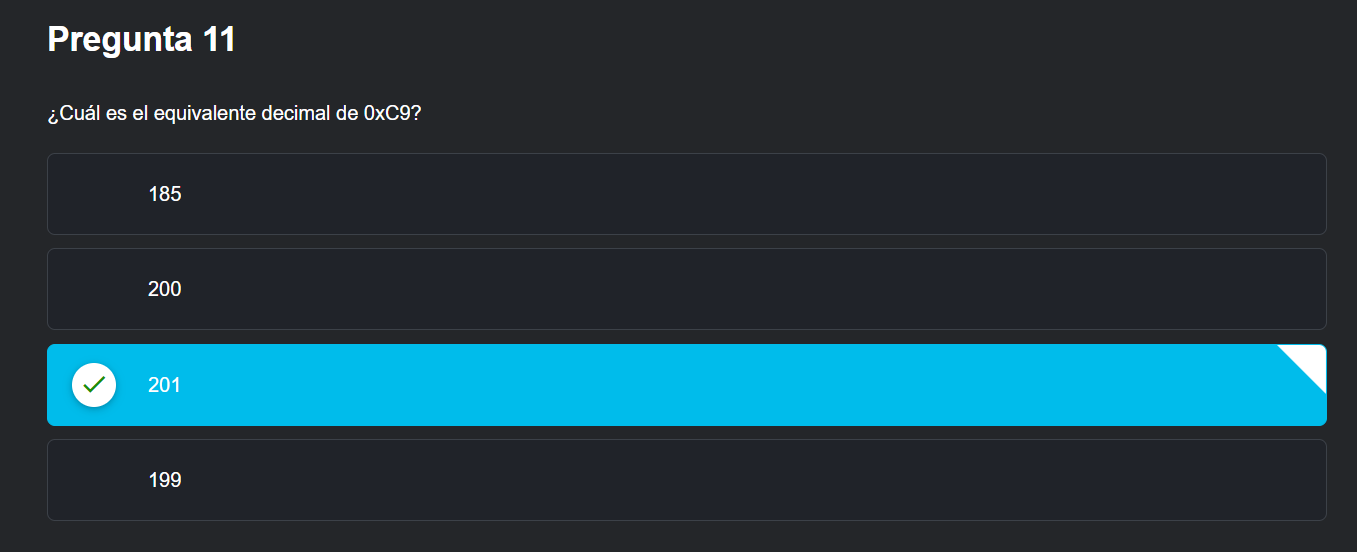 Pregunta 11
¿Cuál es el equivalente decimal de 0xC9?
185
200
201
199